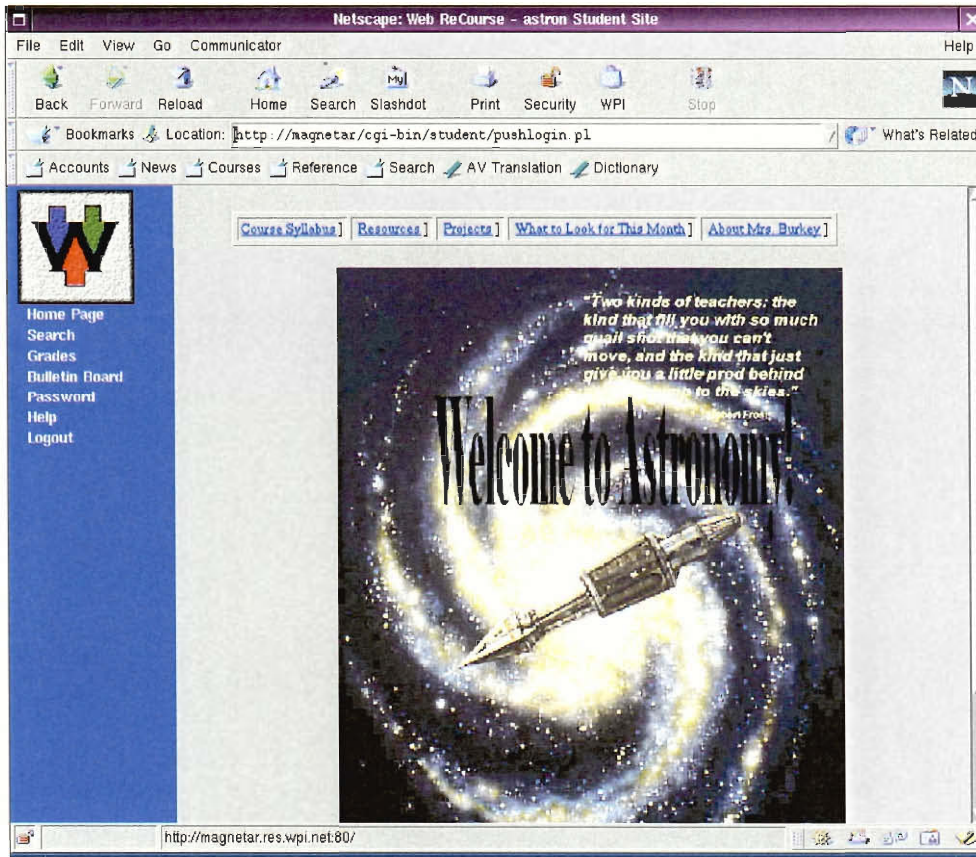 Netscape: Web ReCourse - astron Student Site
File Edit View Go Communicator Help
Back Forward Reload Home Search Slashdot Print Security WPI Stop
My!
N
Bookmarks Location: http://magnetar/cgi-bin/student/pushlogin.pl What's Related
Accounts News Courses Reference Search AV Translation Dictionary
W
Home Page
Search
Grades
Bulletin Board
Password
Help
Logout
Course Syllabus ] Resources ] Projects ] What to Look for This Month ] About Mrs. Burkey ]
"Two kinds of teachers: the
kind that fill you with so much
quail shot that you can't
move, and the kind that just
give you a little prod behind
to the skies."
Frost
Welcome to Astronomy!
http://magnetar.res.wpi.net:80/